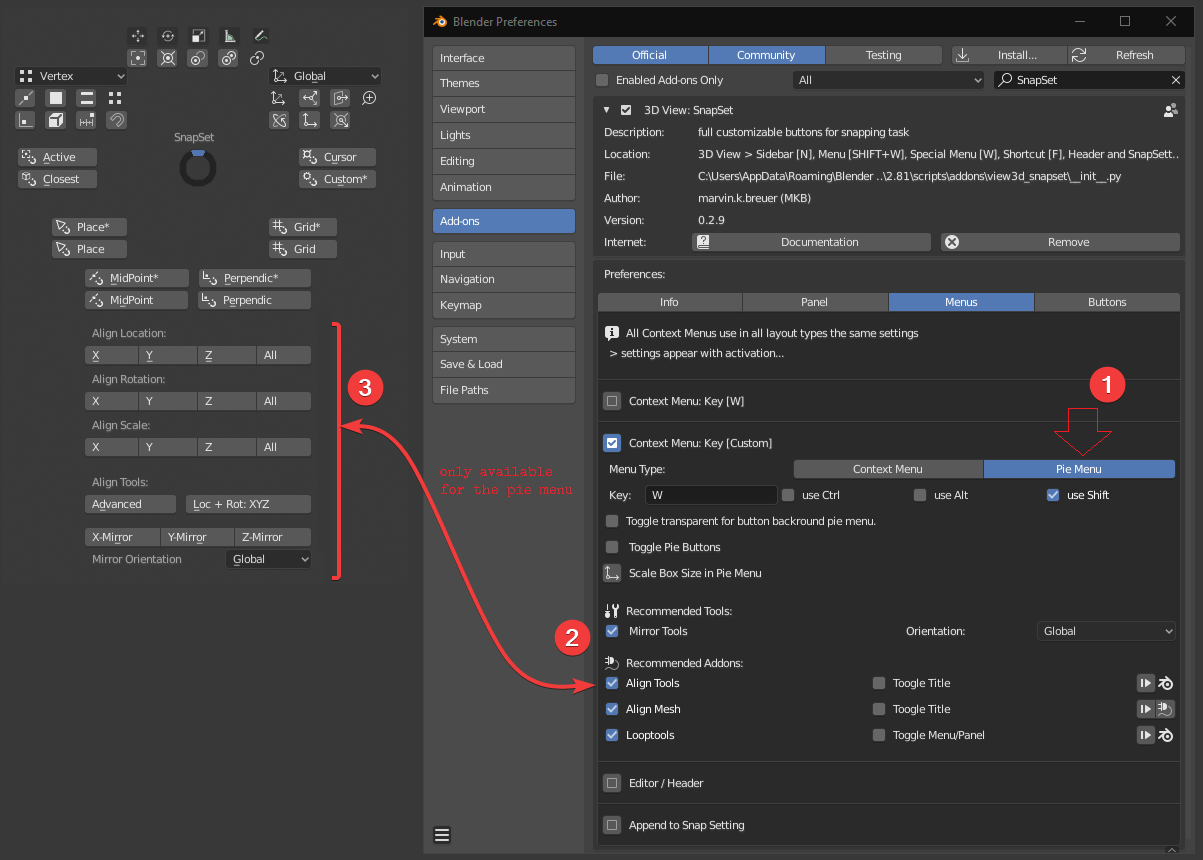 Vertex
Global
SnapSet
Active
Cursor
Closest
Custom*
Place*
Grid*
Place
Grid
MidPoint*
Perpendic*
MidPoint
Perpendic
Align Location:
X Y Z All
Align Rotation:
X Y Z All
Align Scale:
X Y Z All
Align Tools:
Advanced
Loc + Rot: XYZ
X-Mirror Y-Mirror Z-Mirror
Mirror Orientation Global
3
only available
for the pie menu
Blender Preferences
Interface
Themes
Viewport
Lights
Editing
Animation
Add-ons
Input
Navigation
Keymap
System
Save & Load
File Paths
Official Community Testing Install... Refresh
Enabled Add-ons Only All SnapSet
3D View: SnapSet
Description: full customizable buttons for snapping task
Location: 3D View > Sidebar [N], Menu [SHIFT+W], Special Menu [W], Shortcut [F], Header and SnapSett..
File: C:\Users\AppData\Roaming\Blender ..\2.81\scripts\addons\view3d_snapset\__init__.py
Author: marvin.k.breuer (MKB)
Version: 0.2.9
Internet: Documentation Remove
Preferences:
Info Panel Menus Buttons
All Context Menus use in all layout types the same settings
> settings appear with activation...
1
Context Menu: Key [W]
Context Menu: Key [Custom]
Menu Type: Context Menu Pie Menu
Key: W use Ctrl use Alt use Shift
Toggle transparent for button backround pie menu.
Toggle Pie Buttons
Scale Box Size in Pie Menu
Recommended Tools:
2
Mirror Tools Orientation: Global
Recommended Addons:
Align Tools Toogle Title
Align Mesh Toogle Title
Looptools Toggle Menu/Panel
Editor / Header
Append to Snap Setting